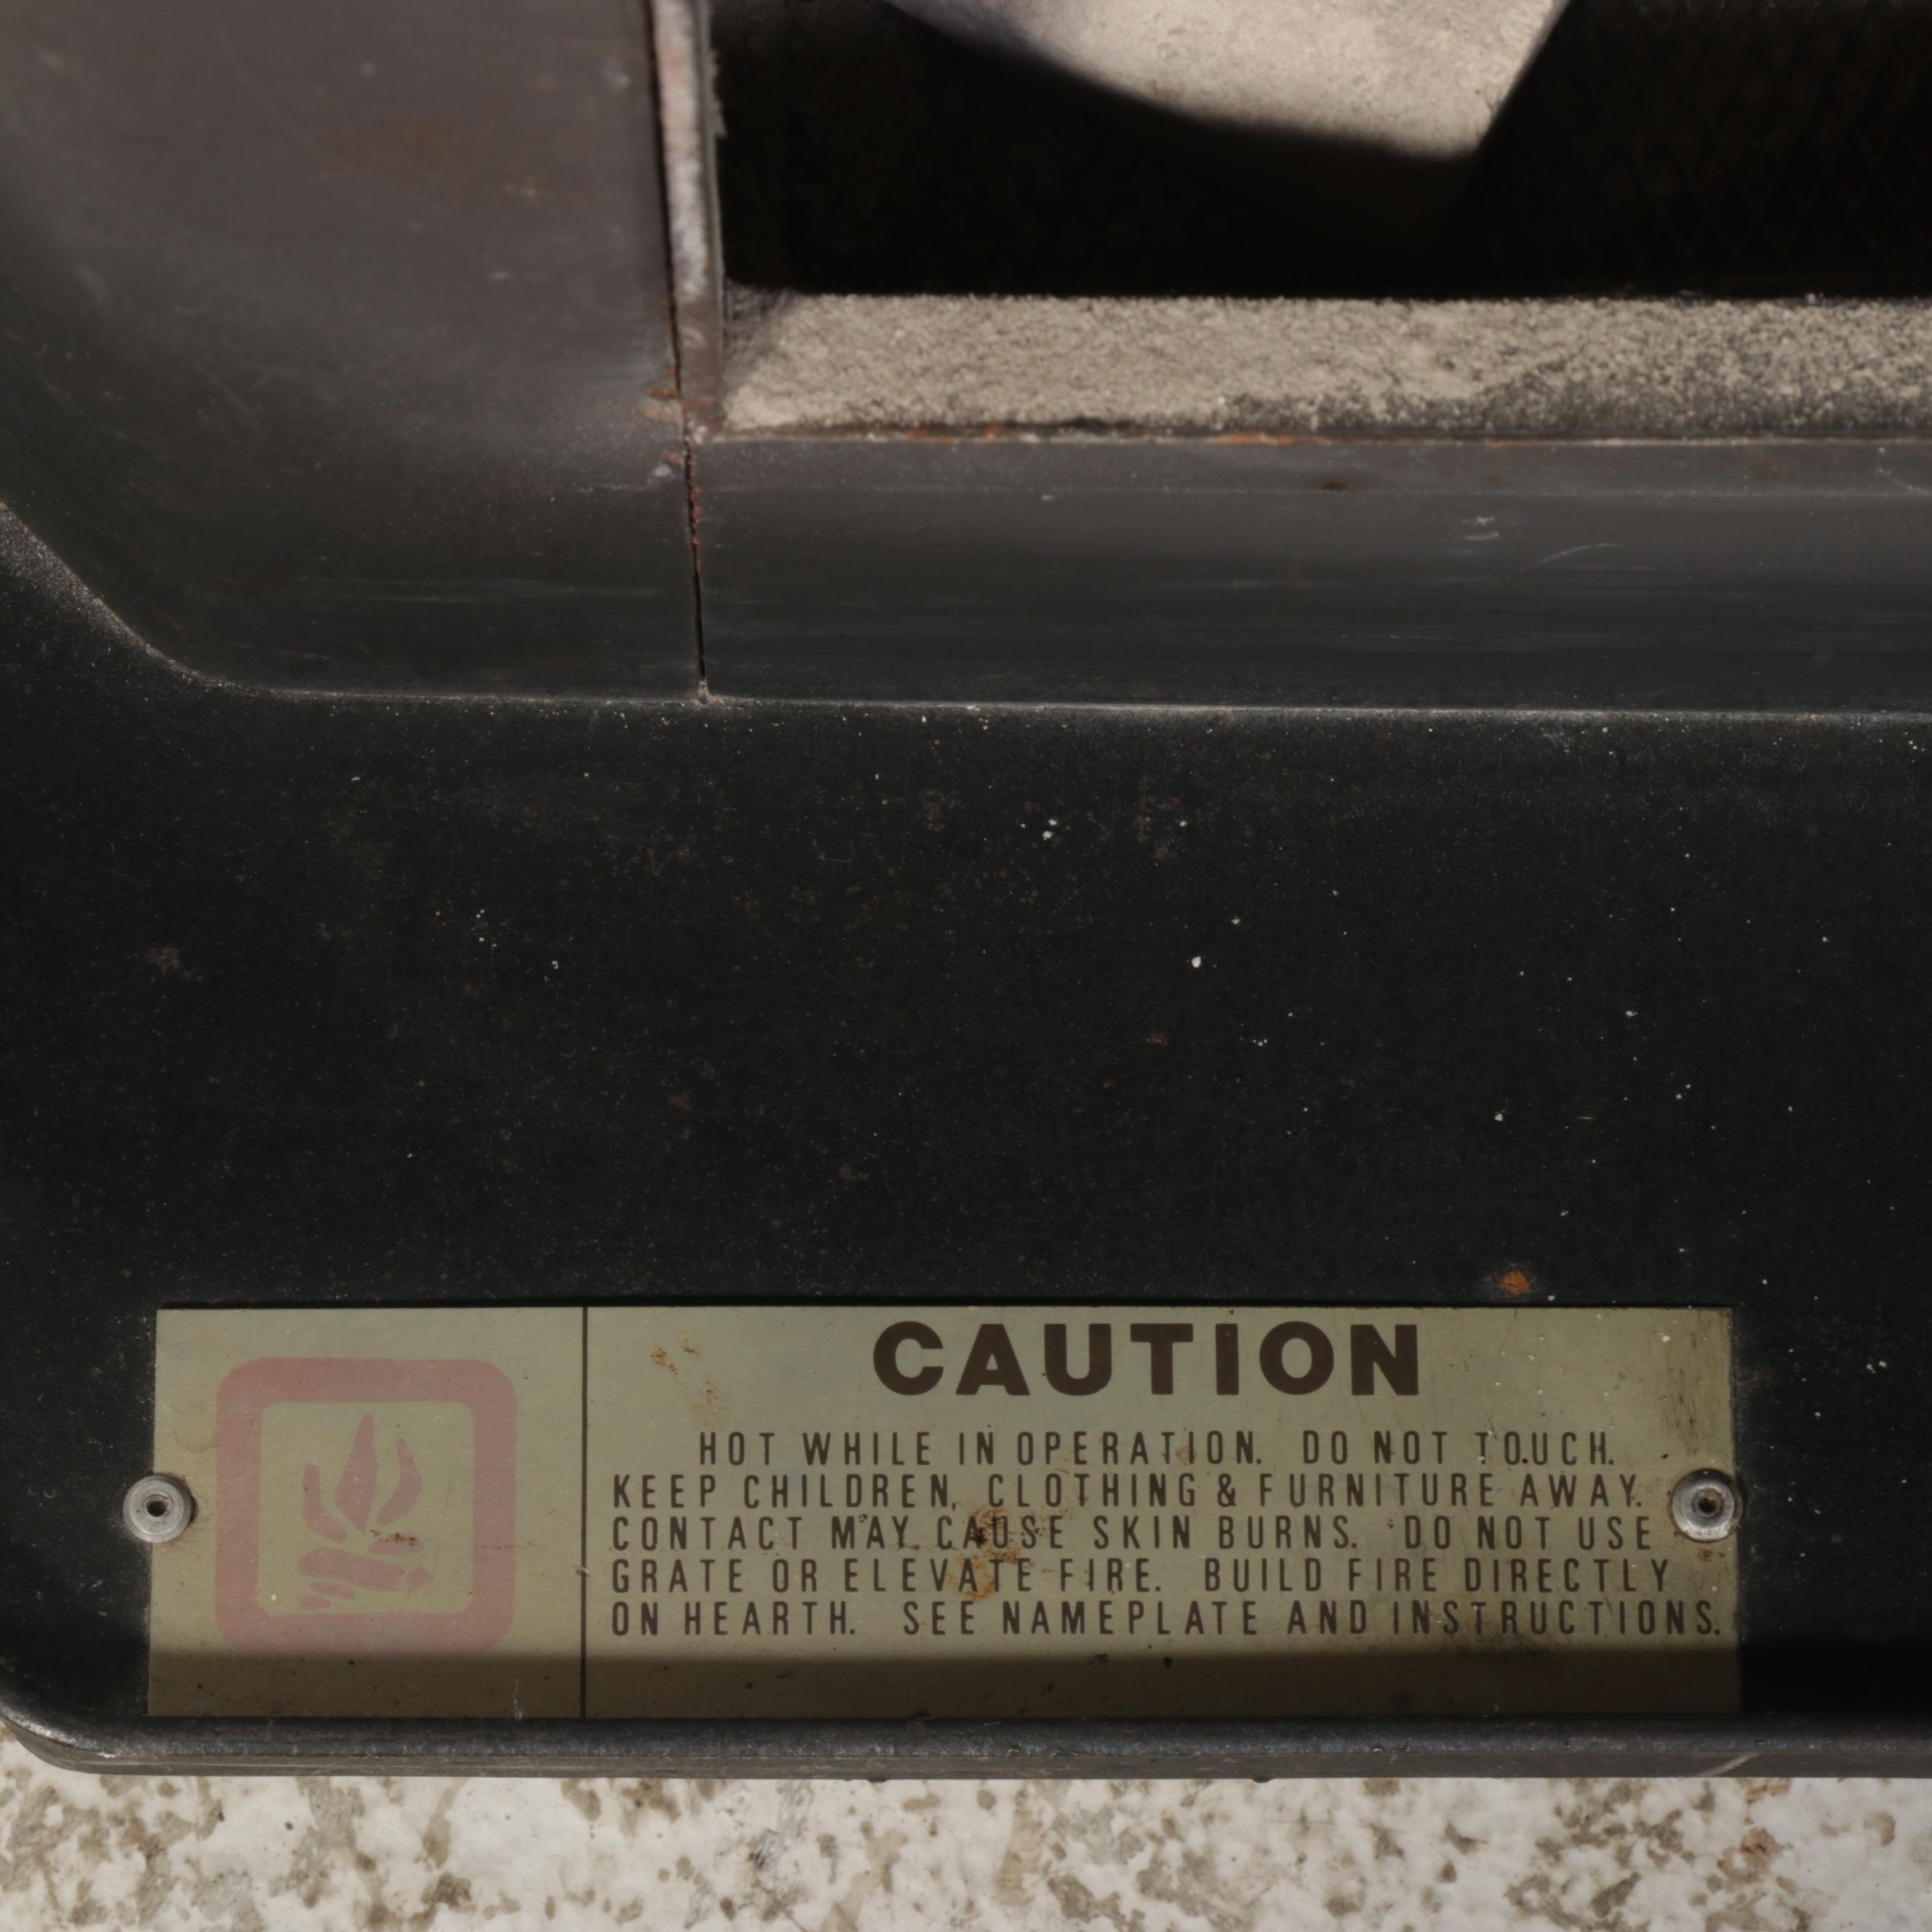 CAUTION
HOT WHILE IN OPERATION. DO NOT TOUCH.
KEEP CHILDREN, CLOTHING & FURNITURE AWAY.
CONTACT MAY CAUSE SKIN BURNS. DO NOT USE
GRATE OR ELEVATE FIRE. BUILD FIRE DIRECTLY
ON HEARTH. SEE NAMEPLATE AND INSTRUCTIONS.